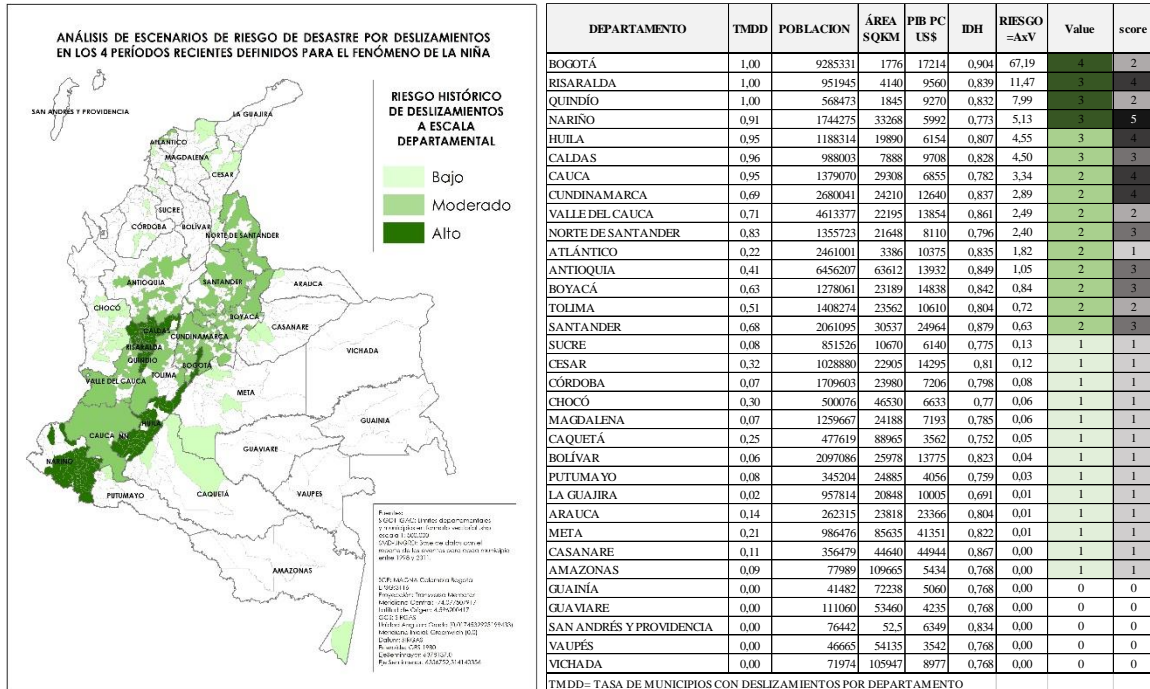 ANÁLISIS DE ESCENARIOS DE RIESGO DE DESASTRE POR DESLIZAMIENTOS
EN LOS 4 PERÍODOS RECIENTES DEFINIDOS PARA EL FENÓMENO DE LA NIÑA
RIESGO HISTÓRICO
DE DESLIZAMIENTOS
A ESCALA
DEPARTAMENTAL
Bajo
Moderado
Alto
SAN ANDRÉS Y PROVIDENCIA
LA GUAJIRA
ATLÁNTICO
MAGDALENA
CESAR
SUCRE
CÓRDOBA
BOLÍVAR
NORTE DE SANTANDER
ANTIOQUIA
SANTANDER
ARAUCA
CHOCÓ
BOYACÁ
CASANARE
CALDAS
CUNDINAMARCA
RISARALDA
VICHADA
QUINDIO
BOGOTÁ
TOLIMA
VALLE DEL CAUCA
META
GUAINIA
HUILA
CAUCA
GUAVIARE
NARIÑO
PUTUMAYO
CAQUETÁ
VAUPES
AMAZONAS
Fuentes:
entre 1998 y 2011.
DEPARTAMENTO TMDD POBLACION ÁREA SQKM PIB PC US$ IDH RIESGO =AxV Value score
BOGOTÁ 1,00 9285331 1776 17214 0,904 67,19 4 2
RISARALDA 1,00 951945 4140 9560 0,839 11,47 3 4
QUINDÍO 1,00 568473 1845 9270 0,832 7,99 3 2
NARIÑO 0,91 1744275 33268 5992 0,773 5,13 3 5
HUILA 0,95 1188314 19890 6154 0,807 4,55 3 4
CALDAS 0,96 988003 7888 9708 0,828 4,50 3 3
CAUCA 0,95 1379070 29308 6855 0,782 3,34 2 4
CUNDINAMARCA 0,69 2680041 24210 12640 0,837 2,89 2 4
VALLE DEL CAUCA 0,71 4613377 22195 13854 0,861 2,49 2 2
NORTE DE SANTANDER 0,83 1355723 21648 8110 0,796 2,40 2 3
ATLÁNTICO 0,22 2461001 3386 10375 0,835 1,82 2 1
ANTIOQUIA 0,41 6456207 63612 13932 0,849 1,05 2 3
BOYACÁ 0,63 1278061 23189 14838 0,842 0,84 2 3
TOLIMA 0,51 1408274 23562 10610 0,804 0,72 2 2
SANTANDER 0,68 2061095 30537 24964 0,879 0,63 2 3
SUCRE 0,08 851526 10670 6140 0,775 0,13 1 1
CESAR 0,32 1028880 22905 14295 0,81 0,12 1 1
CÓRDOBA 0,07 1709603 23980 7206 0,798 0,08 1 1
CHOCÓ 0,30 500076 46530 6633 0,77 0,06 1 1
MAGDALENA 0,07 1259667 24188 7193 0,785 0,06 1 1
CAQUETÁ 0,25 477619 88965 3562 0,752 0,05 1 1
BOLÍVAR 0,06 2097086 25978 13775 0,823 0,04 1 1
PUTUMAYO 0,08 345204 24885 4056 0,759 0,03 1 1
LA GUAJIRA 0,02 957814 20848 10005 0,691 0,01 1 1
ARAUCA 0,14 262315 23818 23366 0,804 0,01 1 1
META 0,21 986476 85635 41351 0,822 0,01 1 1
CASANARE 0,11 356479 44640 44944 0,867 0,00 1 1
AMAZONAS 0,09 77989 109665 5434 0,768 0,00 1 1
GUAINÍA 0,00 41482 72238 5060 0,768 0,00 0 0
GUAVIARE 0,00 111060 53460 4235 0,768 0,00 0 0
SAN ANDRÉS Y PROVIDENCIA 0,00 76442 52,5 6349 0,834 0,00 0 0
VAUPÉS 0,00 46665 54135 3542 0,768 0,00 0 0
VICHADA 0,00 71974 105947 8977 0,768 0,00 0 0
TMDD= TASA DE MUNICIPIOS CON DESLIZAMIENTOS POR DEPARTAMENTO